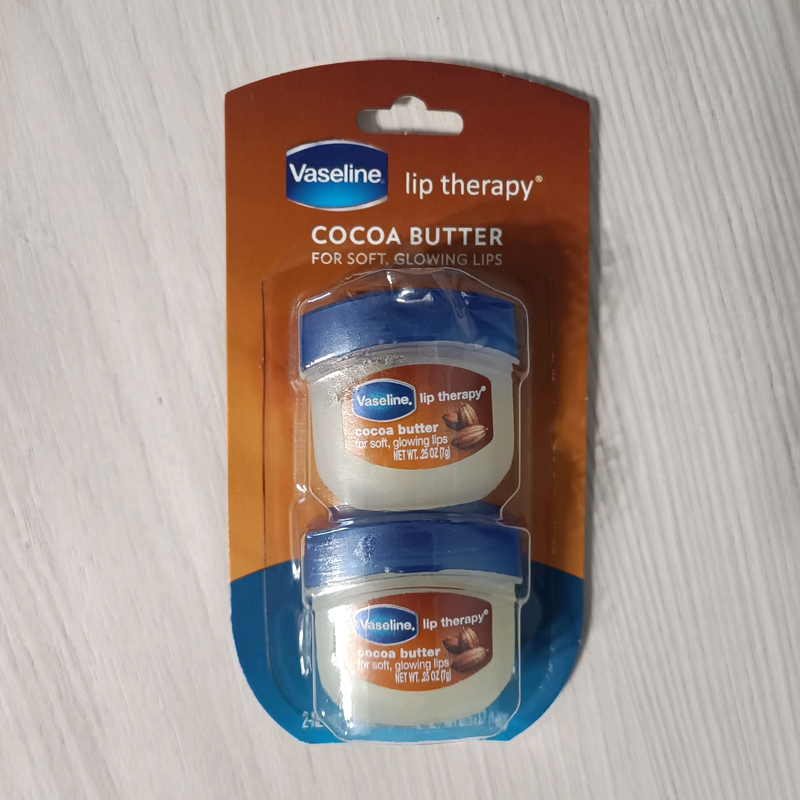 Vaseline
lip therapy®
COCOA BUTTER
FOR SOFT, GLOWING LIPS
Vaseline. lip therapy®
cocoa butter
for soft, glowing lips
NET WT. .25 OZ (7g)
Vaseline. lip therapy®
cocoa butter
for soft, glowing lips
NET WT. .25 OZ (7g)